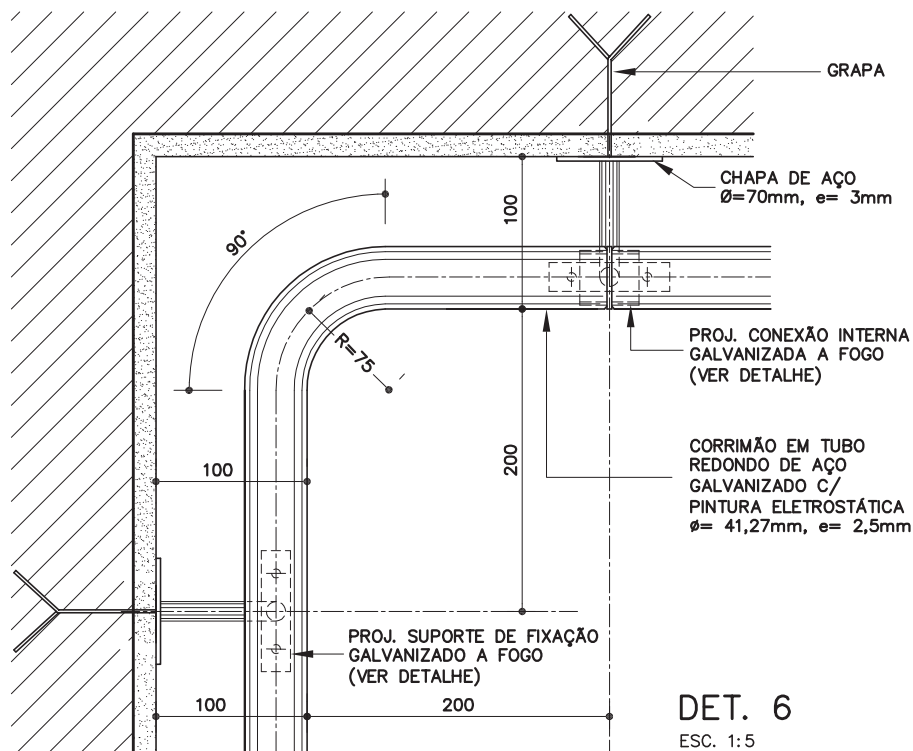 GRAPA
CHAPA DE AÇO
Ø=70mm, e= 3mm
100
90°
R=75
PROJ. CONEXÃO INTERNA
GALVANIZADA A FOGO
(VER DETALHE)
200
CORRIMÃO EM TUBO
REDONDO DE AÇO
GALVANIZADO C/
PINTURA ELETROSTÁTICA
ø= 41,27mm, e= 2,5mm
100
PROJ. SUPORTE DE FIXAÇÃO
GALVANIZADO A FOGO
(VER DETALHE)
100
200
DET. 6
ESC. 1:5